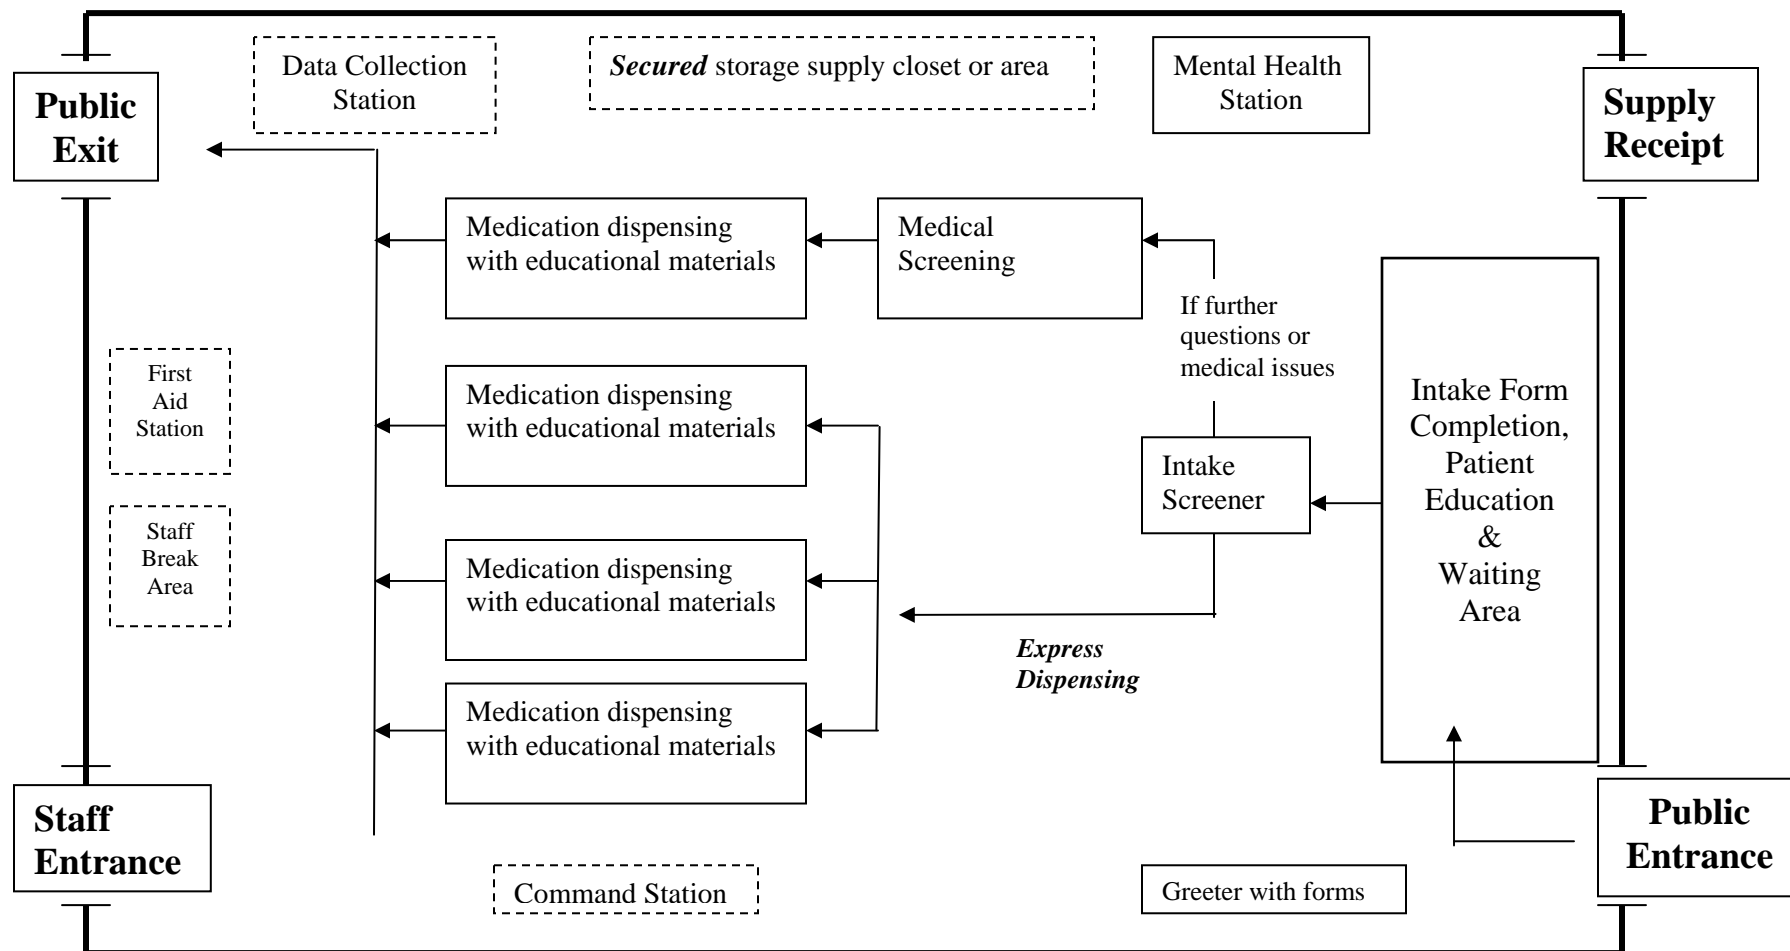 Data Collection
Station
Secured storage supply closet or area
Mental Health
Station
Public
Exit
Supply
Receipt
Medication dispensing
with educational materials
Medical
Screening
If further
questions or
medical issues
First
Aid
Station
Medication dispensing
with educational materials
Intake Form
Completion,
Patient
Education
&
Waiting
Area
Intake
Screener
Staff
Break
Area
Medication dispensing
with educational materials
Express
Dispensing
Medication dispensing
with educational materials
Staff
Entrance
Public
Entrance
Command Station
Greeter with forms